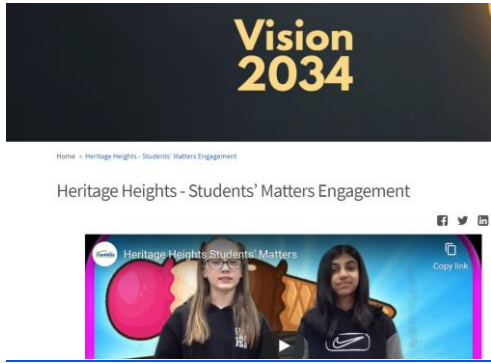 Vision
2034
Home > Heritage Heights - Students' Matters Engagement
Heritage Heights - Students' Matters Engagement
Heritage Heights Students' Matters
Copy link